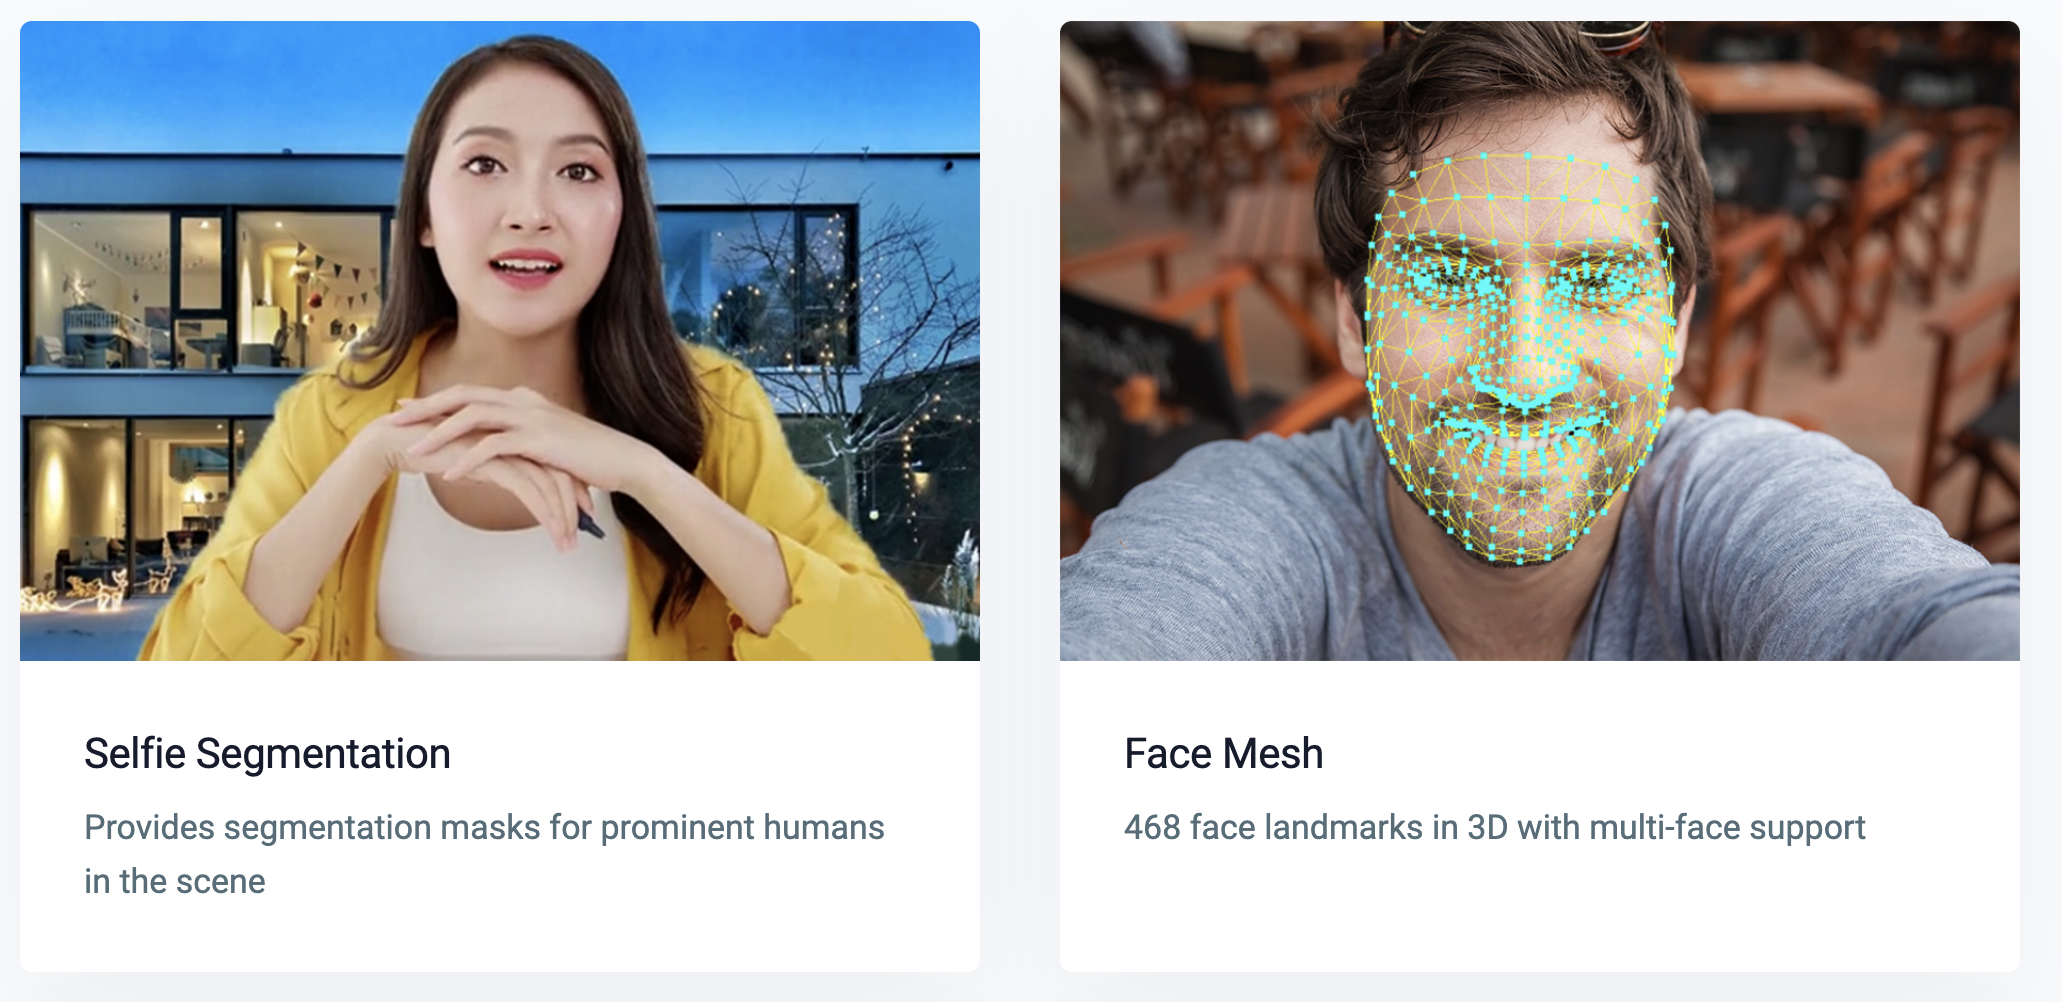 Selfie Segmentation
Provides segmentation masks for prominent humans
in the scene
Face Mesh
468 face landmarks in 3D with multi-face support